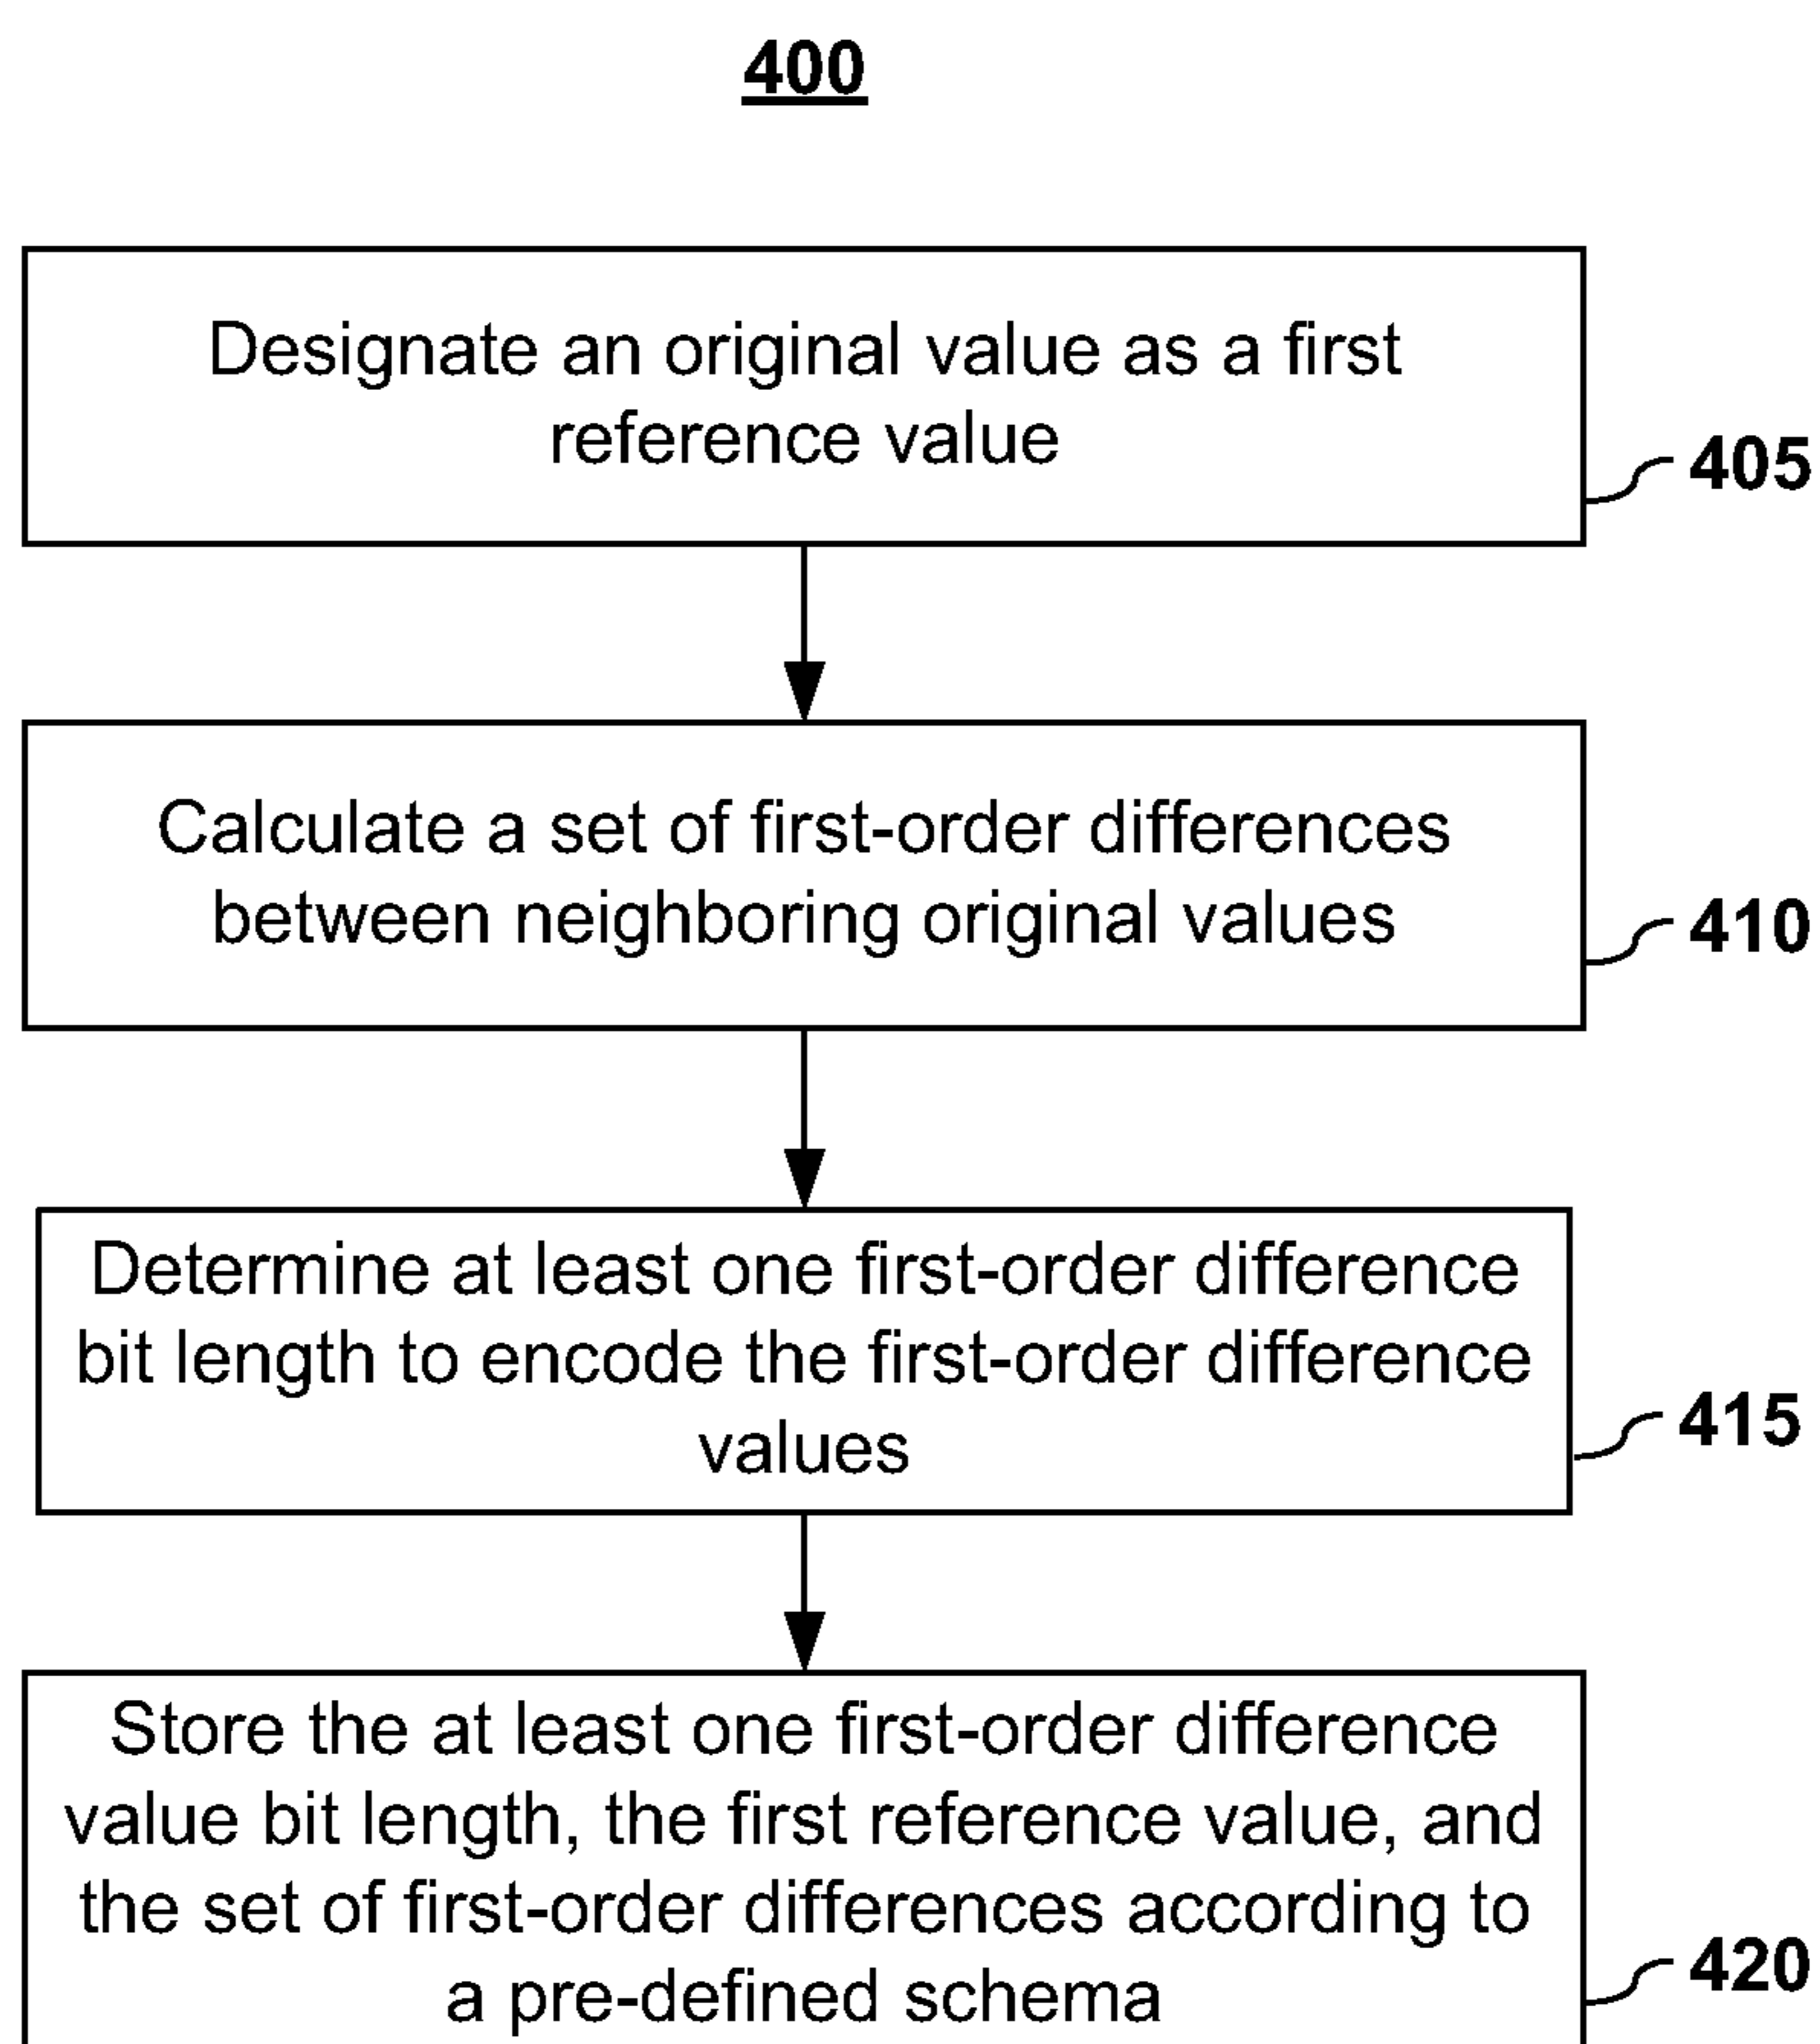 400
Designate an original value as a first
reference value
405
Calculate a set of first-order differences
between neighboring original values
410
Determine at least one first-order difference
bit length to encode the first-order difference
values
415
Store the at least one first-order difference
value bit length, the first reference value, and
the set of first-order differences according to
a pre-defined schema
420